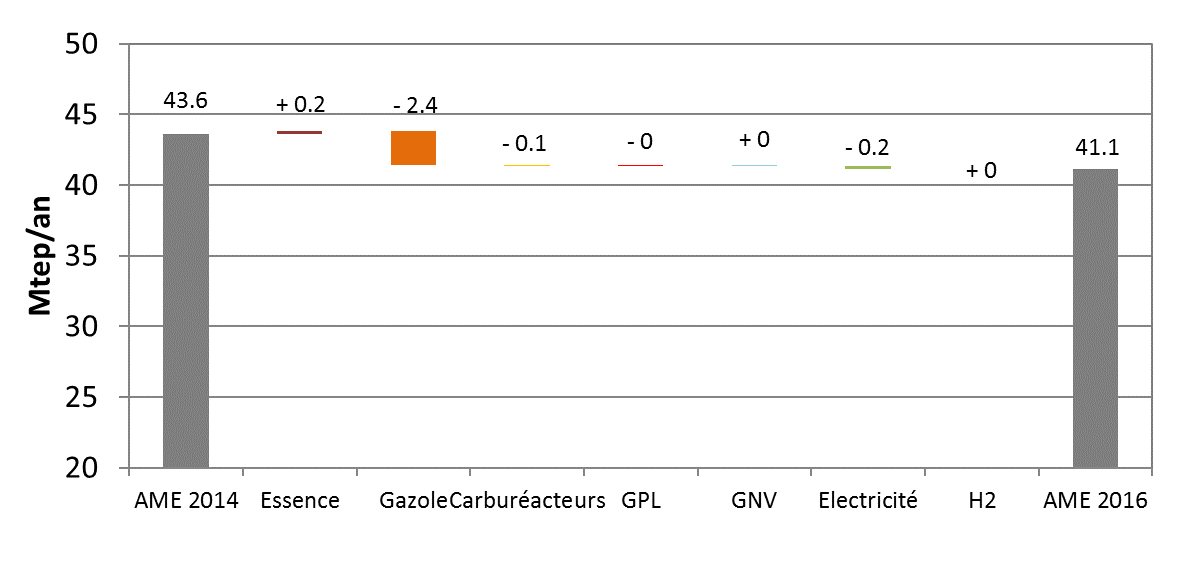 50
45
40
35
30
25
20
Mtep/an
43.6
+ 0.2
- 2.4
- 0.1
- 0
+ 0
- 0.2
+ 0
41.1
AME 2014
Essence
Gazole
Carburéacteurs
GPL
GNV
Electricité
H2
AME 2016